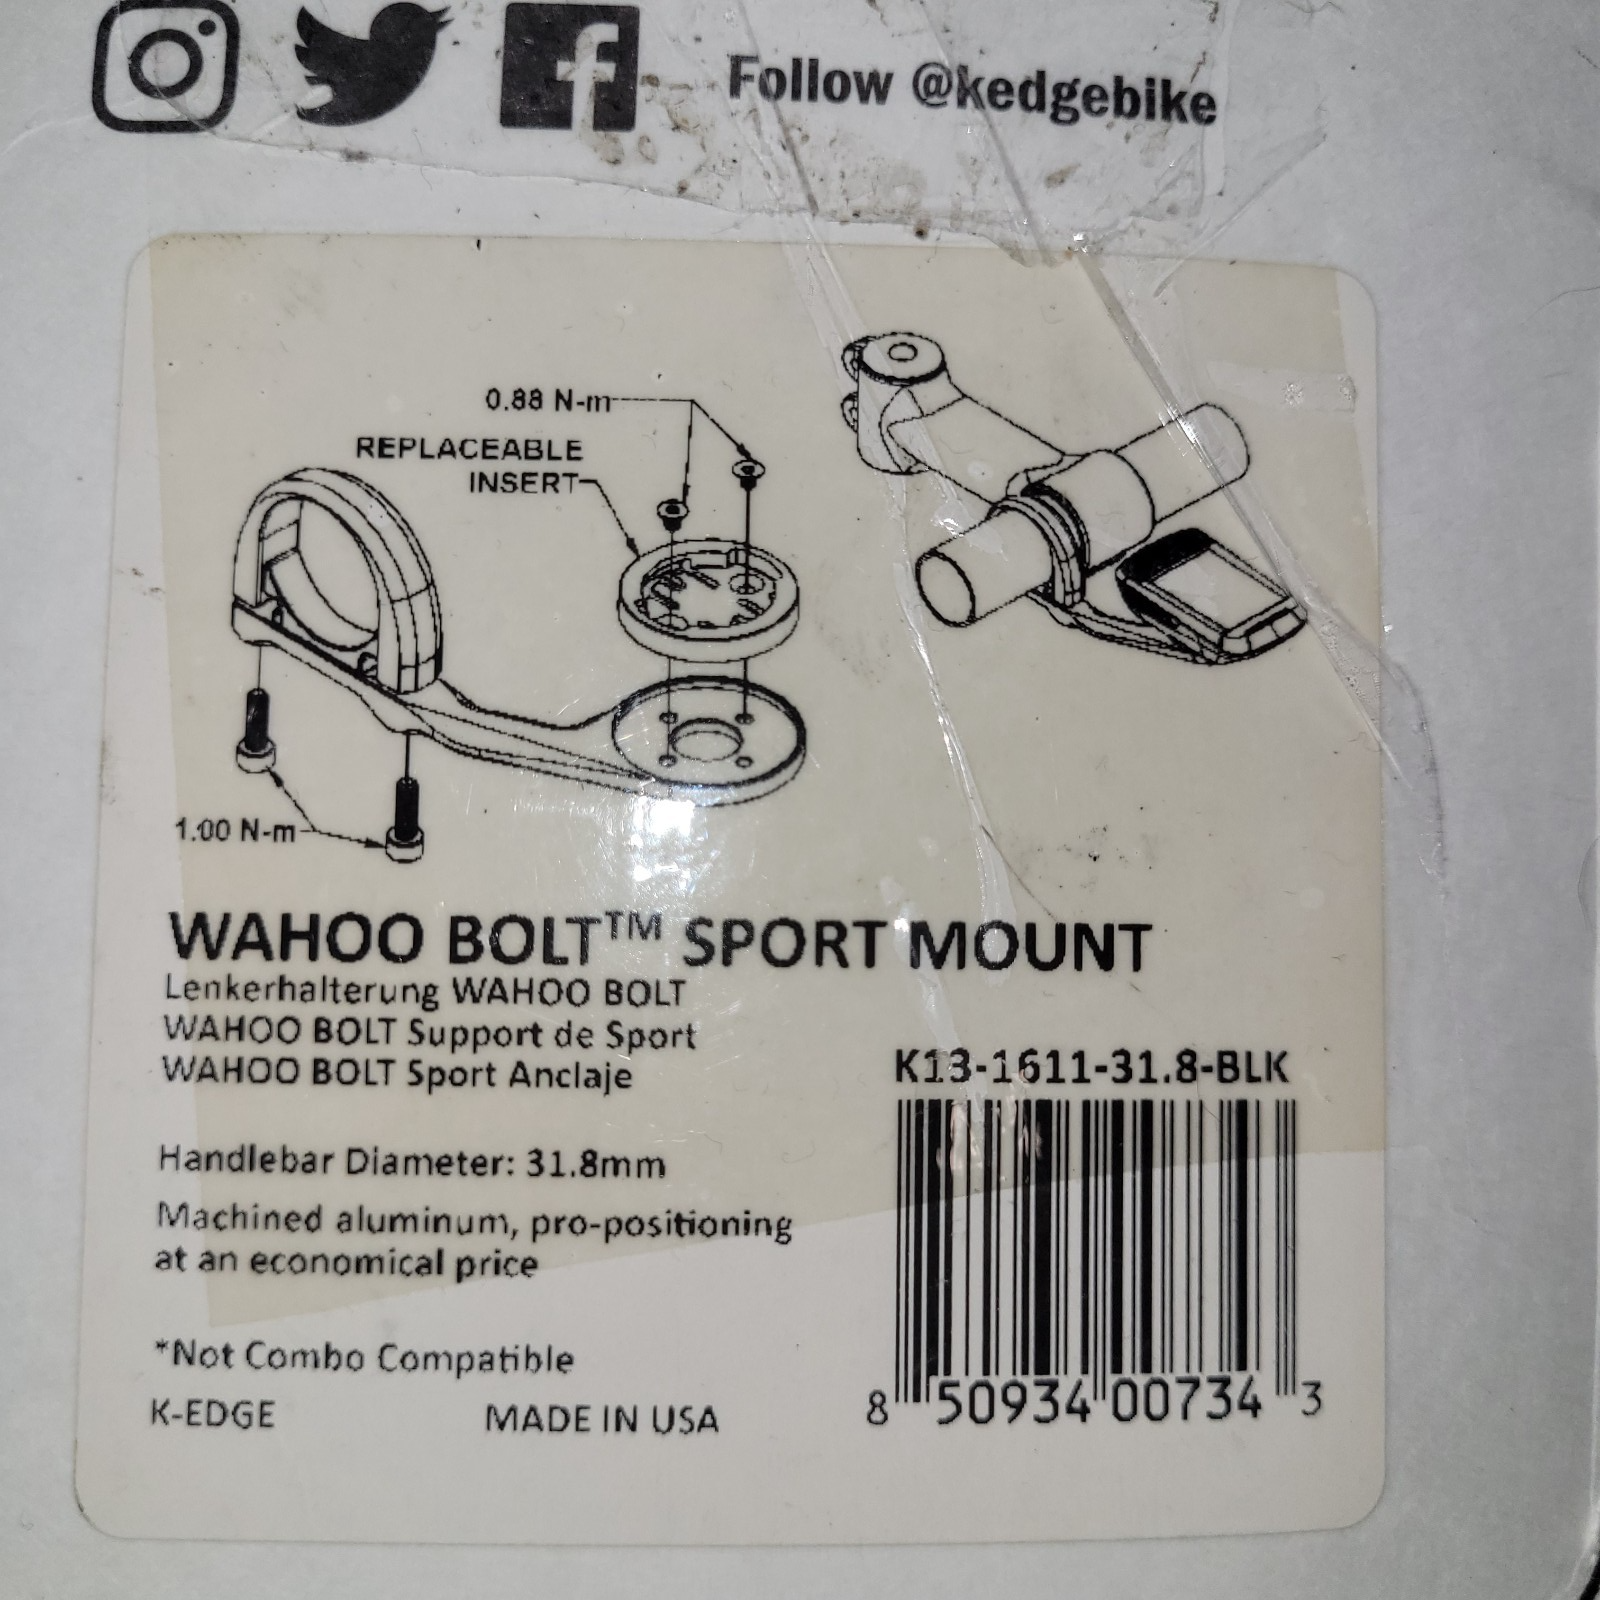 Follow @kedgebike
0.88 N-m
REPLACEABLE
INSERT
1.00 N-m
WAHOO BOLT™ SPORT MOUNT
Lenkerhalterung WAHOO BOLT
WAHOO BOLT Support de Sport
WAHOO BOLT Sport Anclaje
K13-1611-31.8-BLK
Handlebar Diameter: 31.8mm
Machined aluminum, pro-positioning
at an economical price
*Not Combo Compatible
K-EDGE MADE IN USA
8 50934 00734 3